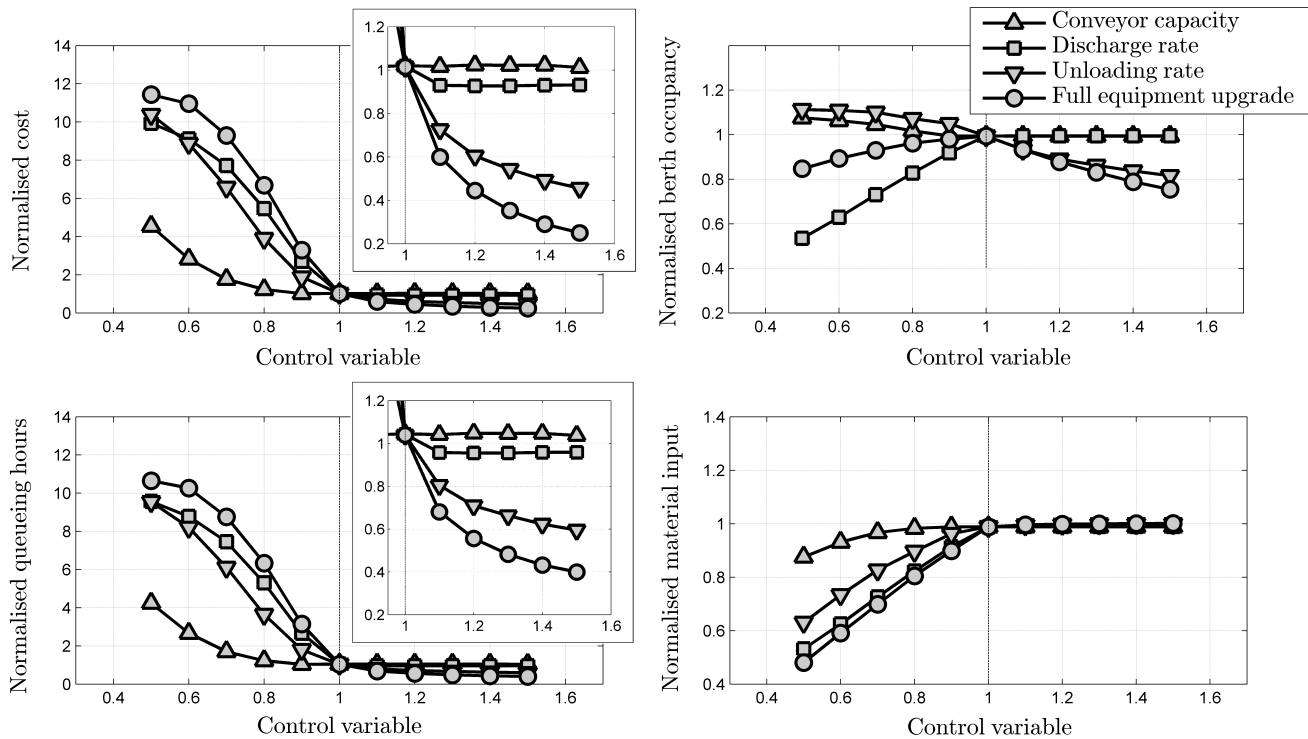 Conveyor capacity
Discharge rate
Unloading rate
Full equipment upgrade
Normalised cost
14
12
10
8
6
4
2
0
0.4 0.6 0.8 1 1.2 1.4 1.6
Control variable
1.2
1
0.8
0.6
0.4
0.2
1 1.2 1.4 1.6
Normalised berth occupancy
1.2
1
0.8
0.6
0.4
0.2
0.4 0.6 0.8 1 1.2 1.4 1.6
Control variable
Normalised queueing hours
14
12
10
8
6
4
2
0
0.4 0.6 0.8 1 1.2 1.4 1.6
Control variable
1.2
1
0.8
0.6
0.4
0.2
1 1.2 1.4 1.6
Normalised material input
1.4
1.2
1
0.8
0.6
0.4
0.4 0.6 0.8 1 1.2 1.4 1.6
Control variable